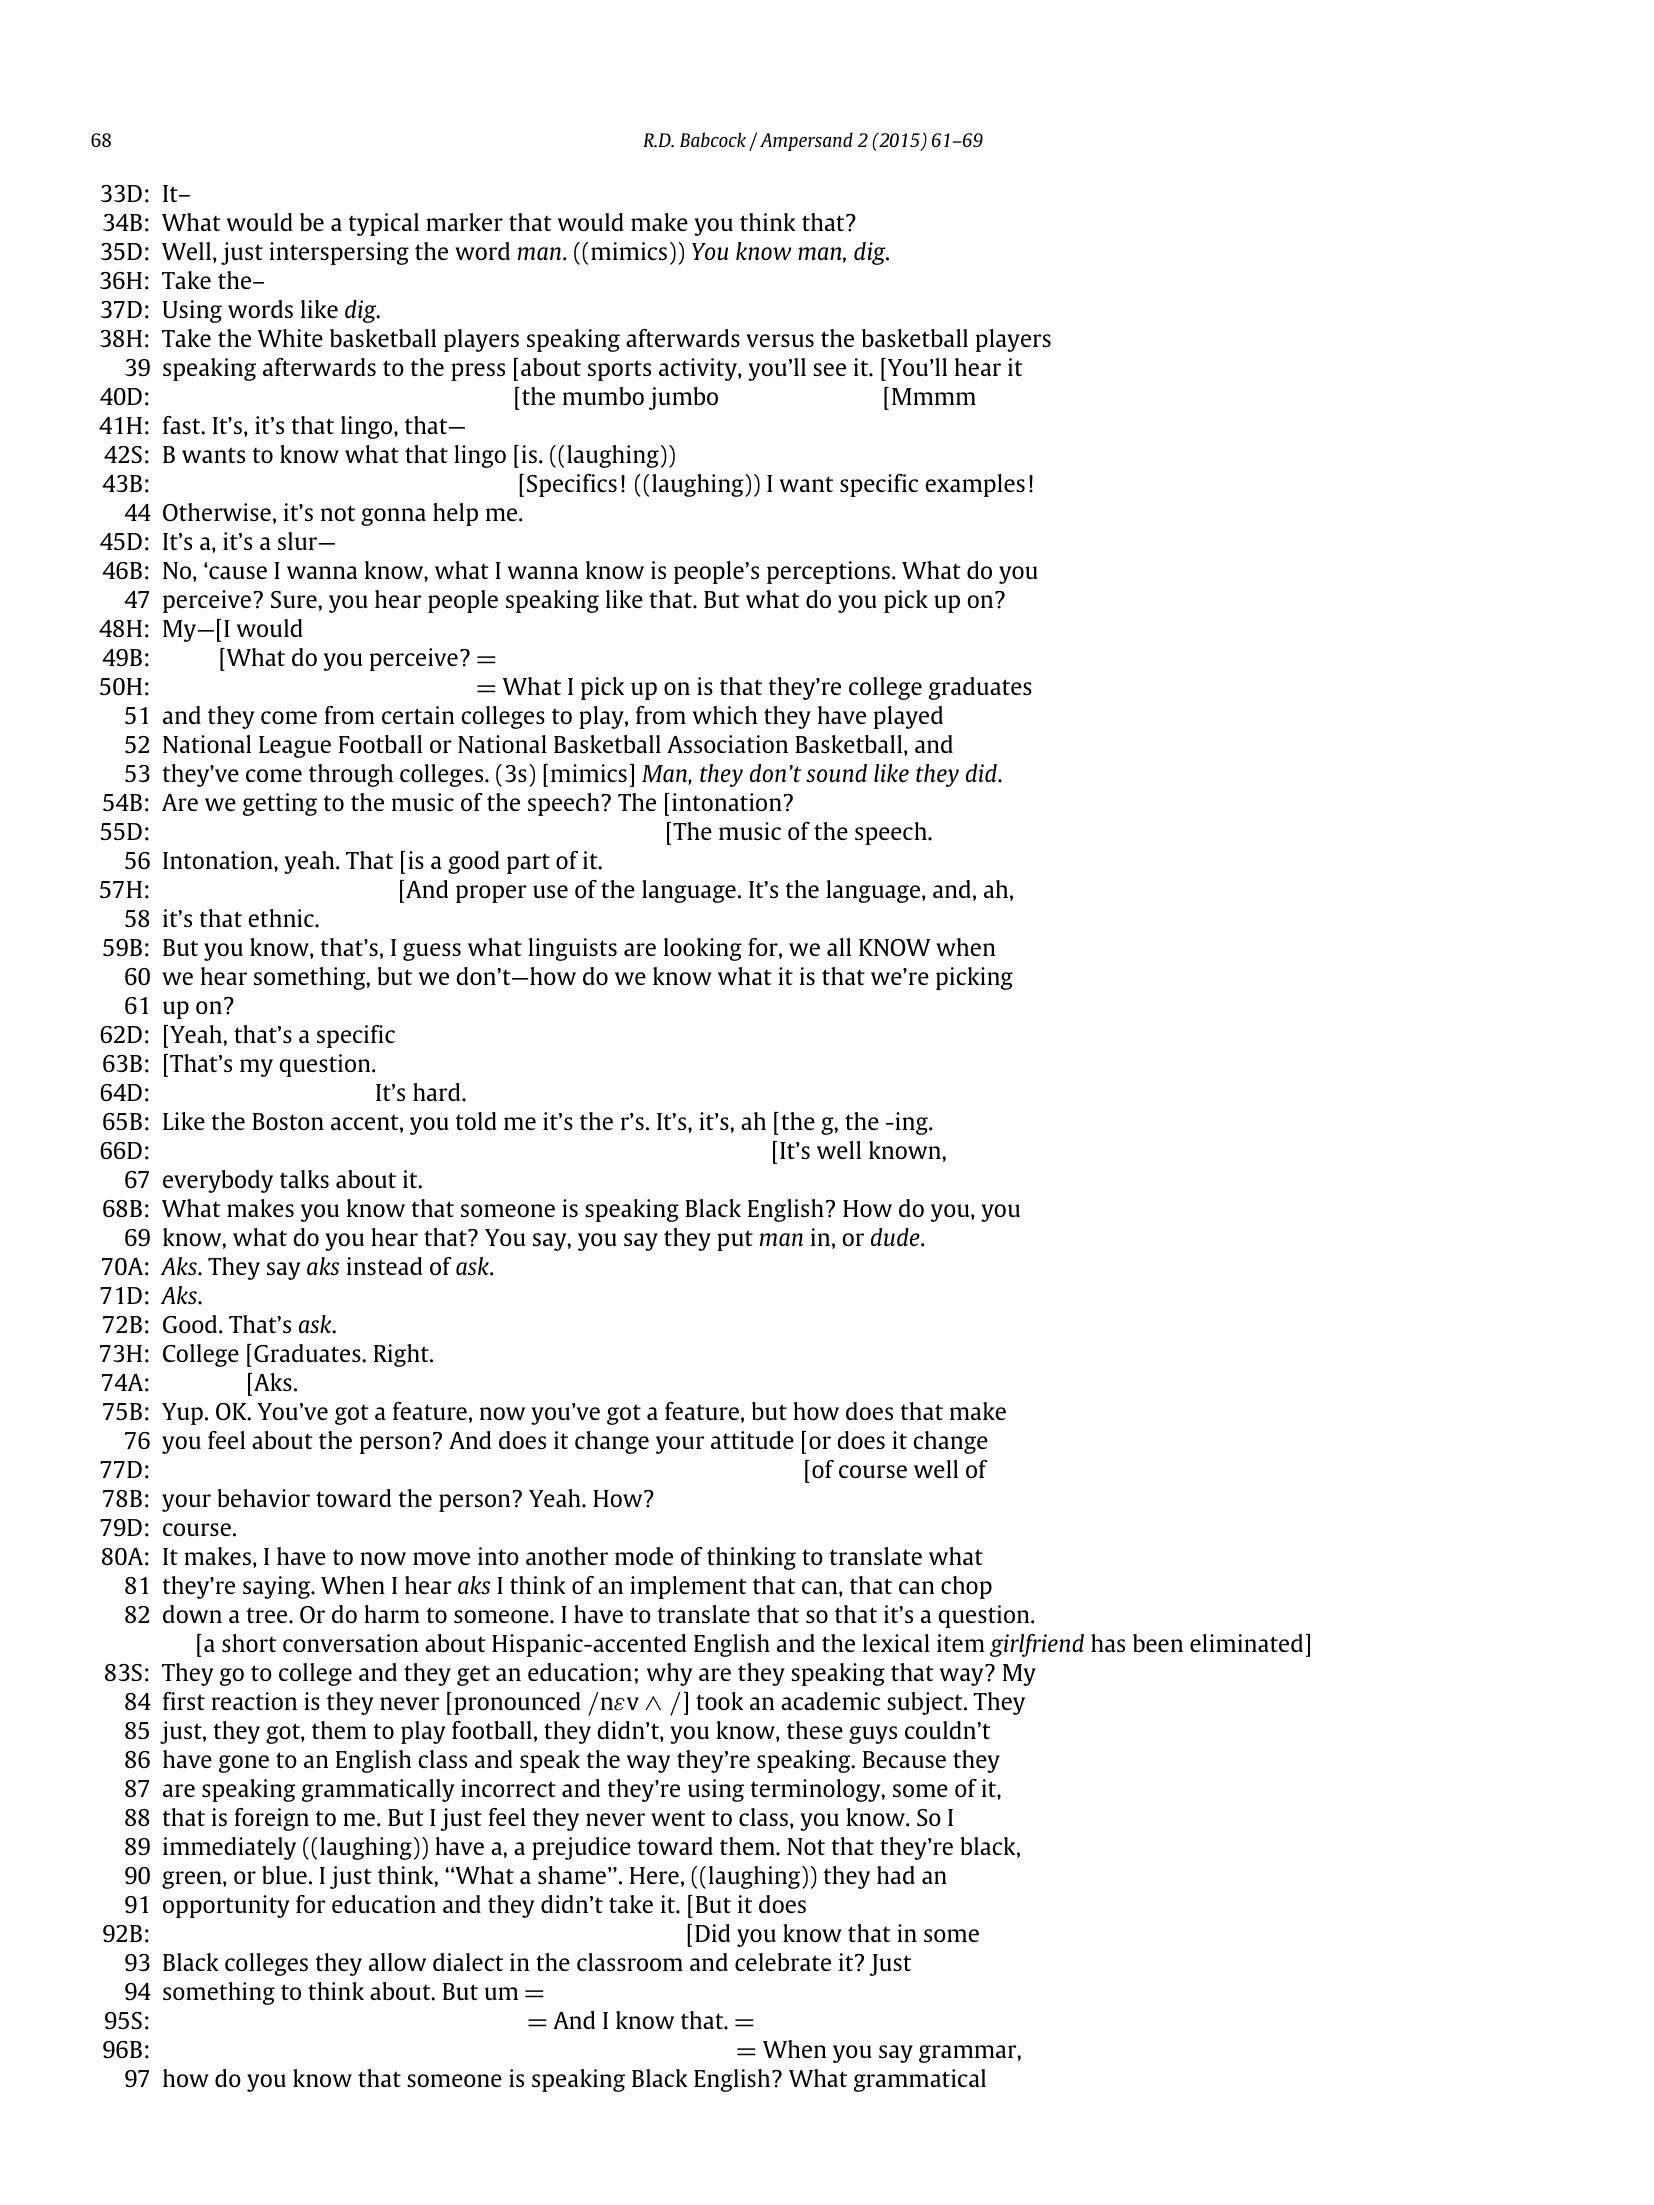 68
R.D. Babcock / Ampersand 2 (2015) 61–69
33D: It–
34B: What would be a typical marker that would make you think that?
35D: Well, just interspersing the word man. ((mimics)) You know man, dig.
36H: Take the–
37D: Using words like dig.
38H: Take the White basketball players speaking afterwards versus the basketball players
39 speaking afterwards to the press [about sports activity, you’ll see it. [You’ll hear it
40D: [the mumbo jumbo [Mmmm
41H: fast. It’s, it’s that lingo, that—
42S: B wants to know what that lingo [is. ((laughing))
43B: [Specifics! ((laughing)) I want specific examples!
44 Otherwise, it’s not gonna help me.
45D: It’s a, it’s a slur—
46B: No, ‘cause I wanna know, what I wanna know is people’s perceptions. What do you
47 perceive? Sure, you hear people speaking like that. But what do you pick up on?
48H: My—[I would
49B: [What do you perceive? =
50H: = What I pick up on is that they’re college graduates
51 and they come from certain colleges to play, from which they have played
52 National League Football or National Basketball Association Basketball, and
53 they’ve come through colleges. (3s) [mimics] Man, they don’t sound like they did.
54B: Are we getting to the music of the speech? The [intonation?
55D: [The music of the speech.
56 Intonation, yeah. That [is a good part of it.
57H: [And proper use of the language. It’s the language, and, ah,
58 it’s that ethnic.
59B: But you know, that’s, I guess what linguists are looking for, we all KNOW when
60 we hear something, but we don’t—how do we know what it is that we’re picking
61 up on?
62D: [Yeah, that’s a specific
63B: [That’s my question.
64D: It’s hard.
65B: Like the Boston accent, you told me it’s the r’s. It’s, it’s, ah [the g, the -ing.
66D: [It’s well known,
67 everybody talks about it.
68B: What makes you know that someone is speaking Black English? How do you, you
69 know, what do you hear that? You say, you say they put man in, or dude.
70A: Aks. They say aks instead of ask.
71D: Aks.
72B: Good. That’s ask.
73H: College [Graduates. Right.
74A: [Aks.
75B: Yup. OK. You’ve got a feature, now you’ve got a feature, but how does that make
76 you feel about the person? And does it change your attitude [or does it change
77D: [of course well of
78B: your behavior toward the person? Yeah. How?
79D: course.
80A: It makes, I have to now move into another mode of thinking to translate what
81 they’re saying. When I hear aks I think of an implement that can, that can chop
82 down a tree. Or do harm to someone. I have to translate that so that it’s a question.
[a short conversation about Hispanic-accented English and the lexical item girlfriend has been eliminated]
83S: They go to college and they get an education; why are they speaking that way? My
84 first reaction is they never [pronounced /nεv ∧ /] took an academic subject. They
85 just, they got, them to play football, they didn’t, you know, these guys couldn’t
86 have gone to an English class and speak the way they’re speaking. Because they
87 are speaking grammatically incorrect and they’re using terminology, some of it,
88 that is foreign to me. But I just feel they never went to class, you know. So I
89 immediately ((laughing)) have a, a prejudice toward them. Not that they’re black,
90 green, or blue. I just think, “What a shame”. Here, ((laughing)) they had an
91 opportunity for education and they didn’t take it. [But it does
92B: [Did you know that in some
93 Black colleges they allow dialect in the classroom and celebrate it? Just
94 something to think about. But um =
95S: = And I know that. =
96B: = When you say grammar,
97 how do you know that someone is speaking Black English? What grammatical